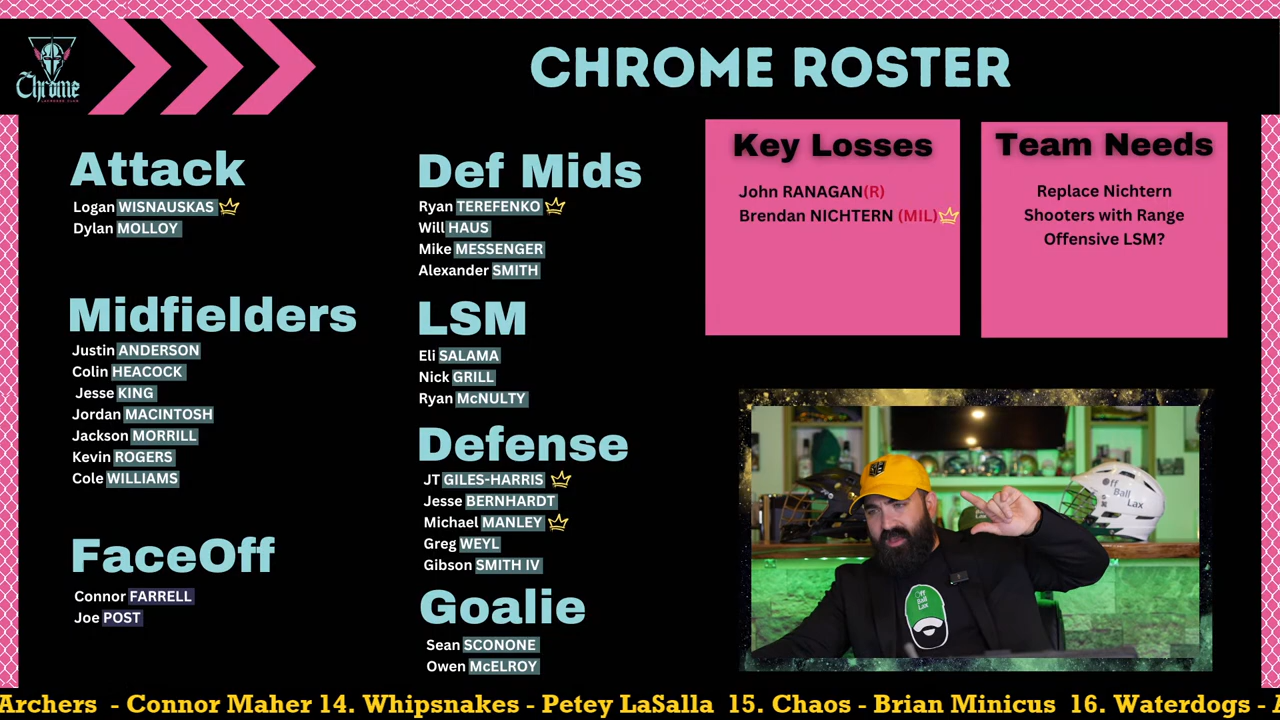 Chrome
LACROSSE CLUB
CHROME ROSTER
Attack
Logan WISNAUSKAS
Dylan MOLLOY
Midfielders
Justin ANDERSON
Colin HEACOCK
Jesse KING
Jordan MACINTOSH
Jackson MORRILL
Kevin ROGERS
Cole WILLIAMS
FaceOff
Connor FARRELL
Joe POST
Def Mids
Ryan TEREFENKO
Will HAUS
Mike MESSENGER
Alexander SMITH
LSM
Eli SALAMA
Nick GRILL
Ryan McNULTY
Defense
JT GILES-HARRIS
Jesse BERNHARDT
Michael MANLEY
Greg WEYL
Gibson SMITH IV
Goalie
Sean SCONONE
Owen McELROY
Key Losses
John RANAGAN(R)
Brendan NICHTERN (MIL)
Team Needs
Replace Nichtern
Shooters with Range
Offensive LSM?
Off
Ball
Lax
Off
Ball
Lax
Archers - Connor Maher 14. Whipsnakes - Petey LaSalla 15. Chaos - Brian Minicus 16. Waterdogs -